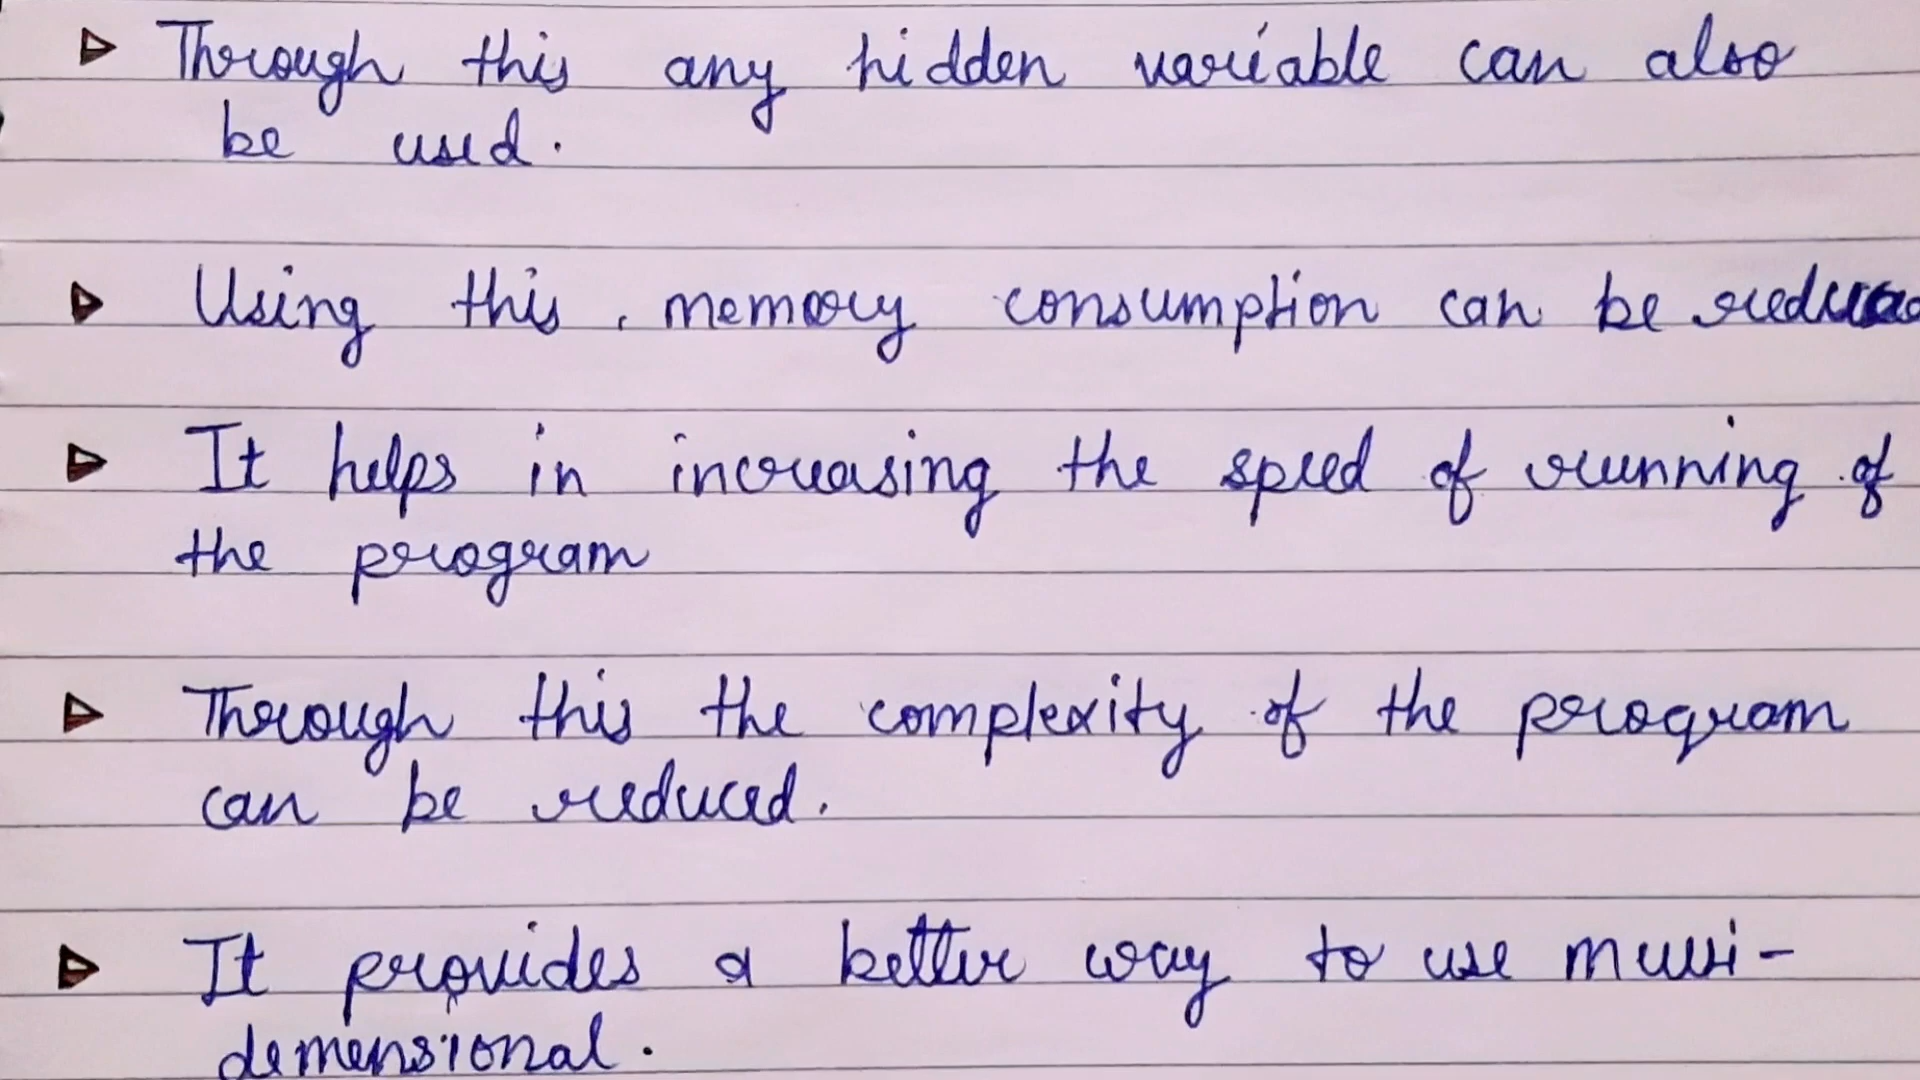 Through this any hidden variable can also
be used.
Using this, memory consumption can be
It helps in increasing the speed of running of
the program
Through this the complexity of the program
can be reduced.
It provides a better way to use
demensional.